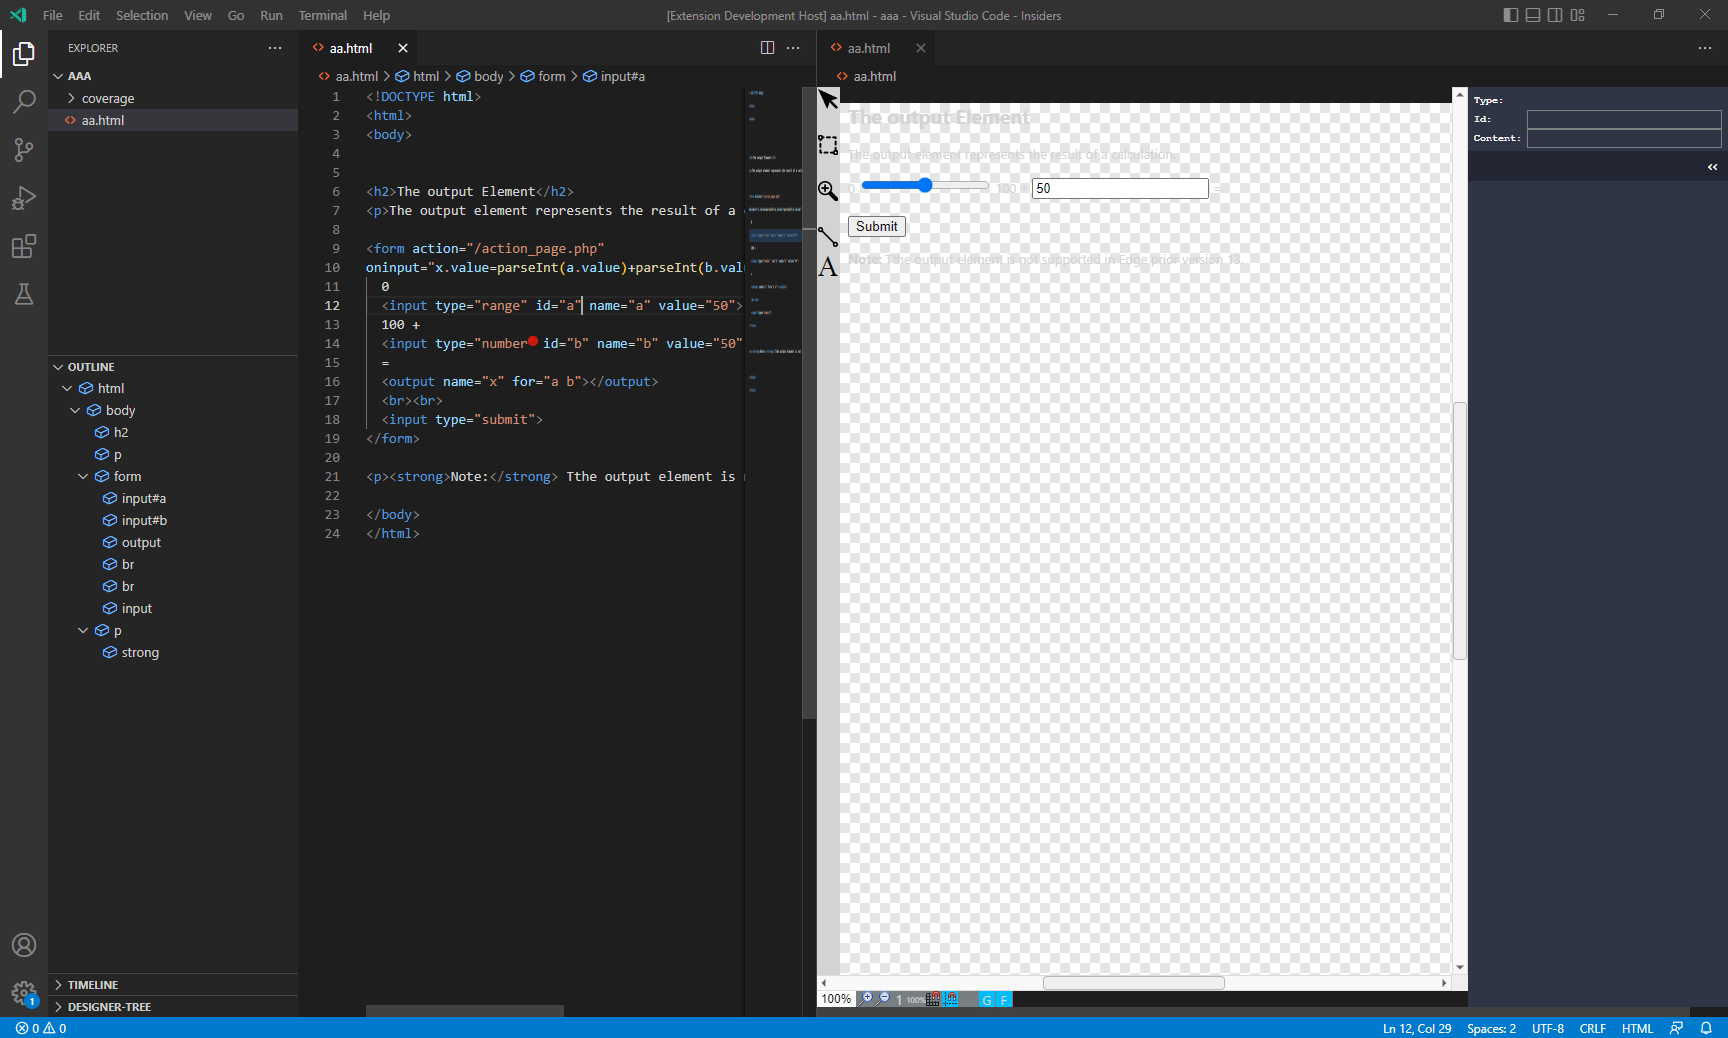 File Edit Selection View Go Run Terminal Help
[Extension Development Host] aa.html - aaa - Visual Studio Code - Insiders
EXPLORER
AAA
coverage
aa.html
OUTLINE
html
body
h2
p
form
input#a
input#b
output
br
br
input
p
strong
TIMELINE
DESIGNER-TREE
aa.html
aa.html > html > body > form > input#a
1 <!DOCTYPE html>
2 <html>
3 <body>
4
5
6 <h2>The output Element</h2>
7 <p>The output element represents the result of a
8
9 <form action="/action_page.php"
10 oninput="x.value=parseInt(a.value)+parseInt(b.valu
11 0
12 <input type="range" id="a" name="a" value="50">
13 100 +
14 <input type="number" id="b" name="b" value="50"
15 =
16 <output name="x" for="a b"></output>
17 <br><br>
18 <input type="submit">
19 </form>
20
21 <p><strong>Note:</strong> Tthe output element is
22
23 </body>
24 </html>
aa.html
aa.html
The output Element
The output element represents the result of a calculation.
0 100 + 50 =
Submit
Note: Tthe output element is not supported in Edge prior version 13.
A
Type:
Id:
Content:
«
100% 1 100% G F
1
0 0
Ln 12, Col 29 Spaces: 2 UTF-8 CRLF HTML